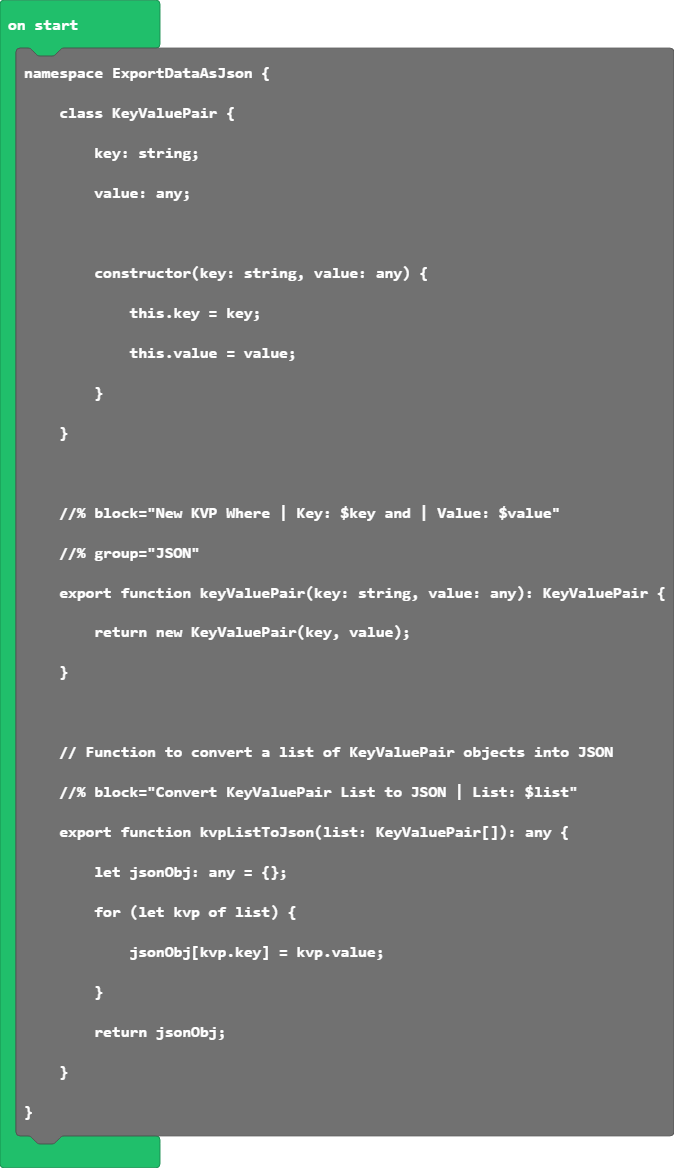 on start
namespace ExportDataAsJson {
class KeyValuePair {
key: string;
value: any;
constructor(key: string, value: any) {
this.key = key;
this.value = value;
}
}
//% block="New KVP Where | Key: $key and | Value: $value"
//% group="JSON"
export function keyValuePair(key: string, value: any): KeyValuePair {
return new KeyValuePair(key, value);
}
// Function to convert a list of KeyValuePair objects into JSON
//% block="Convert KeyValuePair List to JSON | List: $list"
export function kvpListToJson(list: KeyValuePair[]): any {
let jsonObj: any = {};
for (let kvp of list) {
jsonObj[kvp.key] = kvp.value;
}
return jsonObj;
}
}